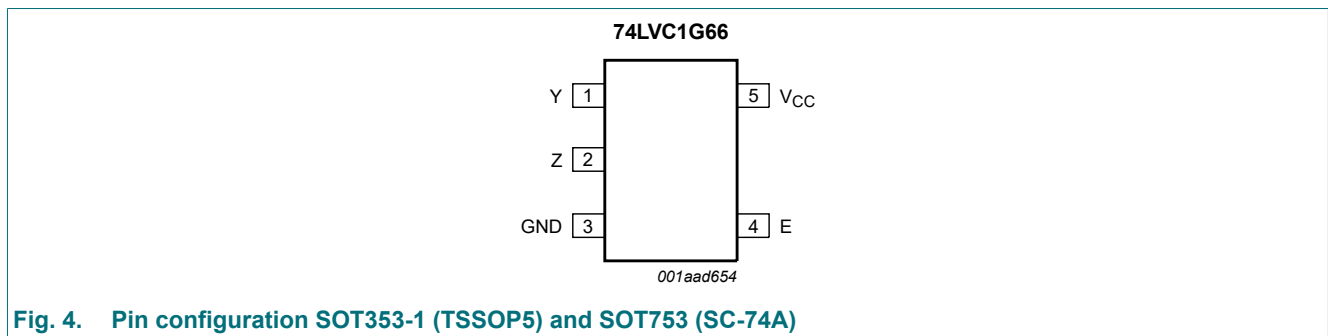 74LVC1G66
Y 1 5 VCC
Z 2
GND 3 4 E
001aad654
Fig. 4. Pin configuration SOT353-1 (TSSOP5) and SOT753 (SC-74A)